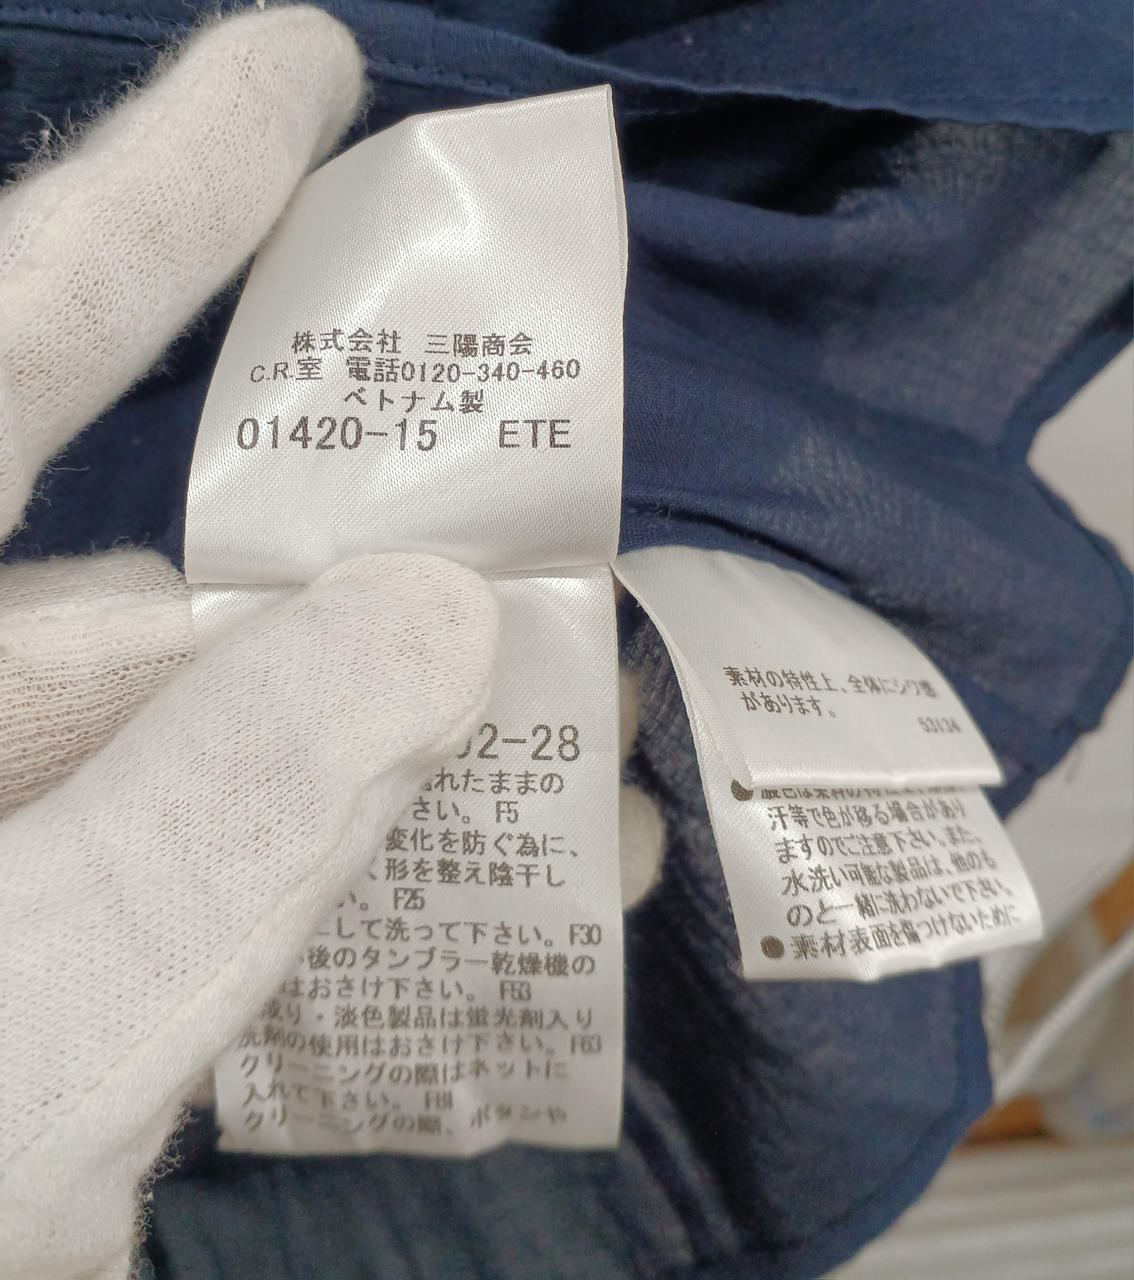 株式会社 三陽商会
C.R.室 電話0120-340-460
ベトナム製
01420-15 ETE
02-28
れたままの
さい。 F5
変化を防ぐ為に、
、形を整え陰干し
い。 F25
にして洗って下さい。F30
後のタンブラー乾燥機の
はおさけ下さい。 F53
・淡色製品は蛍光剤入り
洗剤の使用はおさけ下さい。F63
クリーニングの際はネットに
入れて下さい。 F81
クリーニングの際、ボタンや
素材の特性上、全体にシワ感
があります。
53134
汗等で色が移る場合があり
ますのでご注意下さい。また、
水洗い可能な製品は、他のも
のと一緒に洗わないで下さい。
●素材表面を傷つけないために